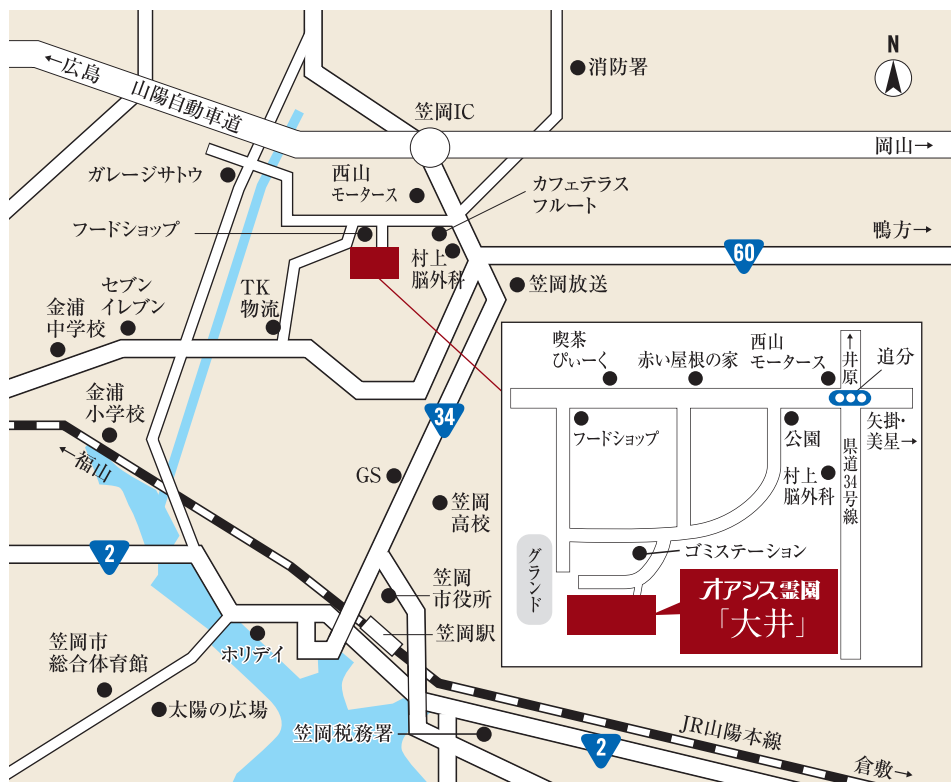 ←広島
山陽自動車道
笠岡IC
消防署
N
岡山→
ガレージサトウ
西山
モータース
カフェテラス
フルート
フードショップ
村上
脳外科
鴨方→
60
笠岡放送
TK
物流
セブン
イレブン
金浦
中学校
金浦
小学校
←福山
34
GS
笠岡
高校
2
笠岡
市役所
笠岡駅
ホリデイ
笠岡市
総合体育館
太陽の広場
笠岡税務署
2
JR山陽本線
倉敷→
喫茶
ぴぃーく
赤い屋根の家
西山
モータース
←井原
追分
フードショップ
公園
矢掛・
美星→
村上
脳外科
県道34号線
グランド
ゴミステーション
オアシス霊園
「大井」